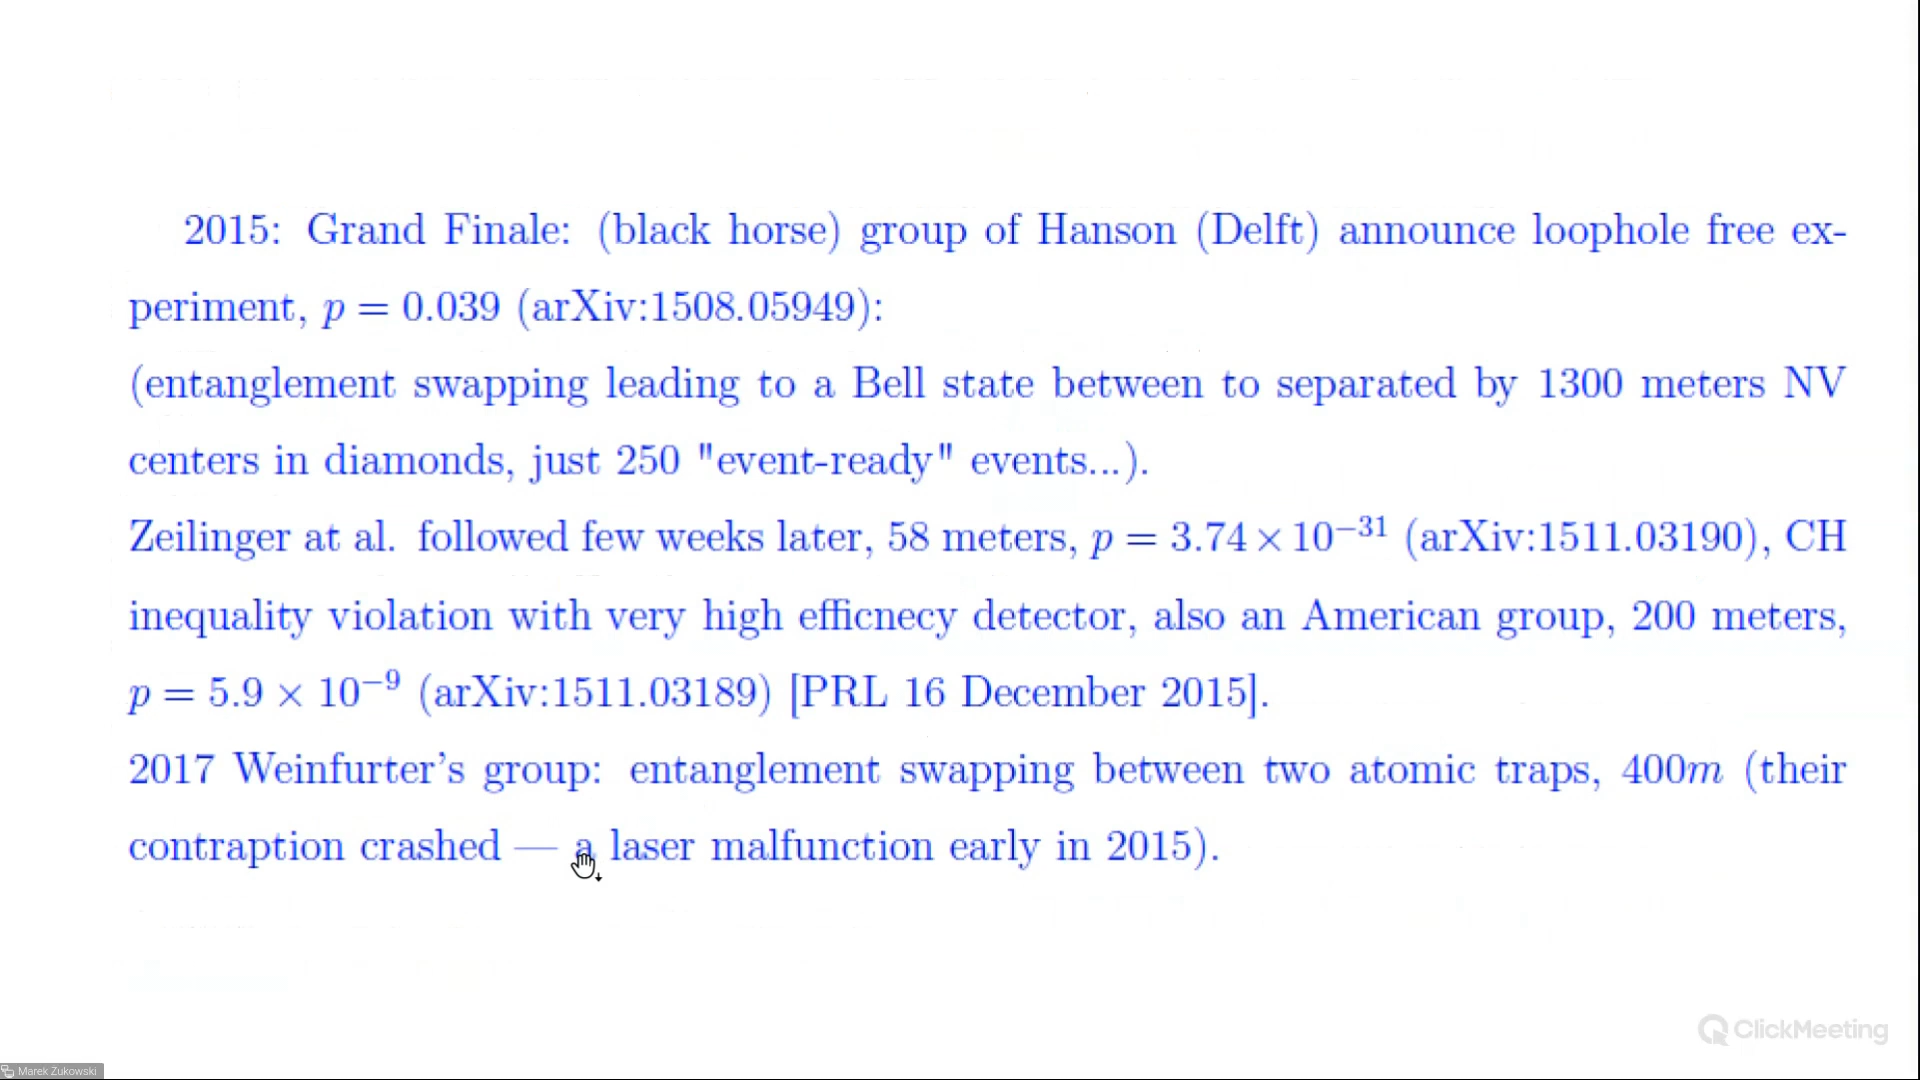 2015: Grand Finale: (black horse) group of Hanson (Delft) announce loophole free ex-
periment, p = 0.039 (arXiv:1508.05949):
(entanglement swapping leading to a Bell state between to separated by 1300 meters NV
centers in diamonds, just 250 "event-ready" events...).
Zeilinger at al. followed few weeks later, 58 meters, p = 3.74 × 10⁻³¹ (arXiv:1511.03190), CH
inequality violation with very high efficnecy detector, also an American group, 200 meters,
p = 5.9 × 10⁻⁹ (arXiv:1511.03189) [PRL 16 December 2015].
2017 Weinfurter's group: entanglement swapping between two atomic traps, 400m (their
contraption crashed — a laser malfunction early in 2015).
ClickMeeting
Marek Zukowski